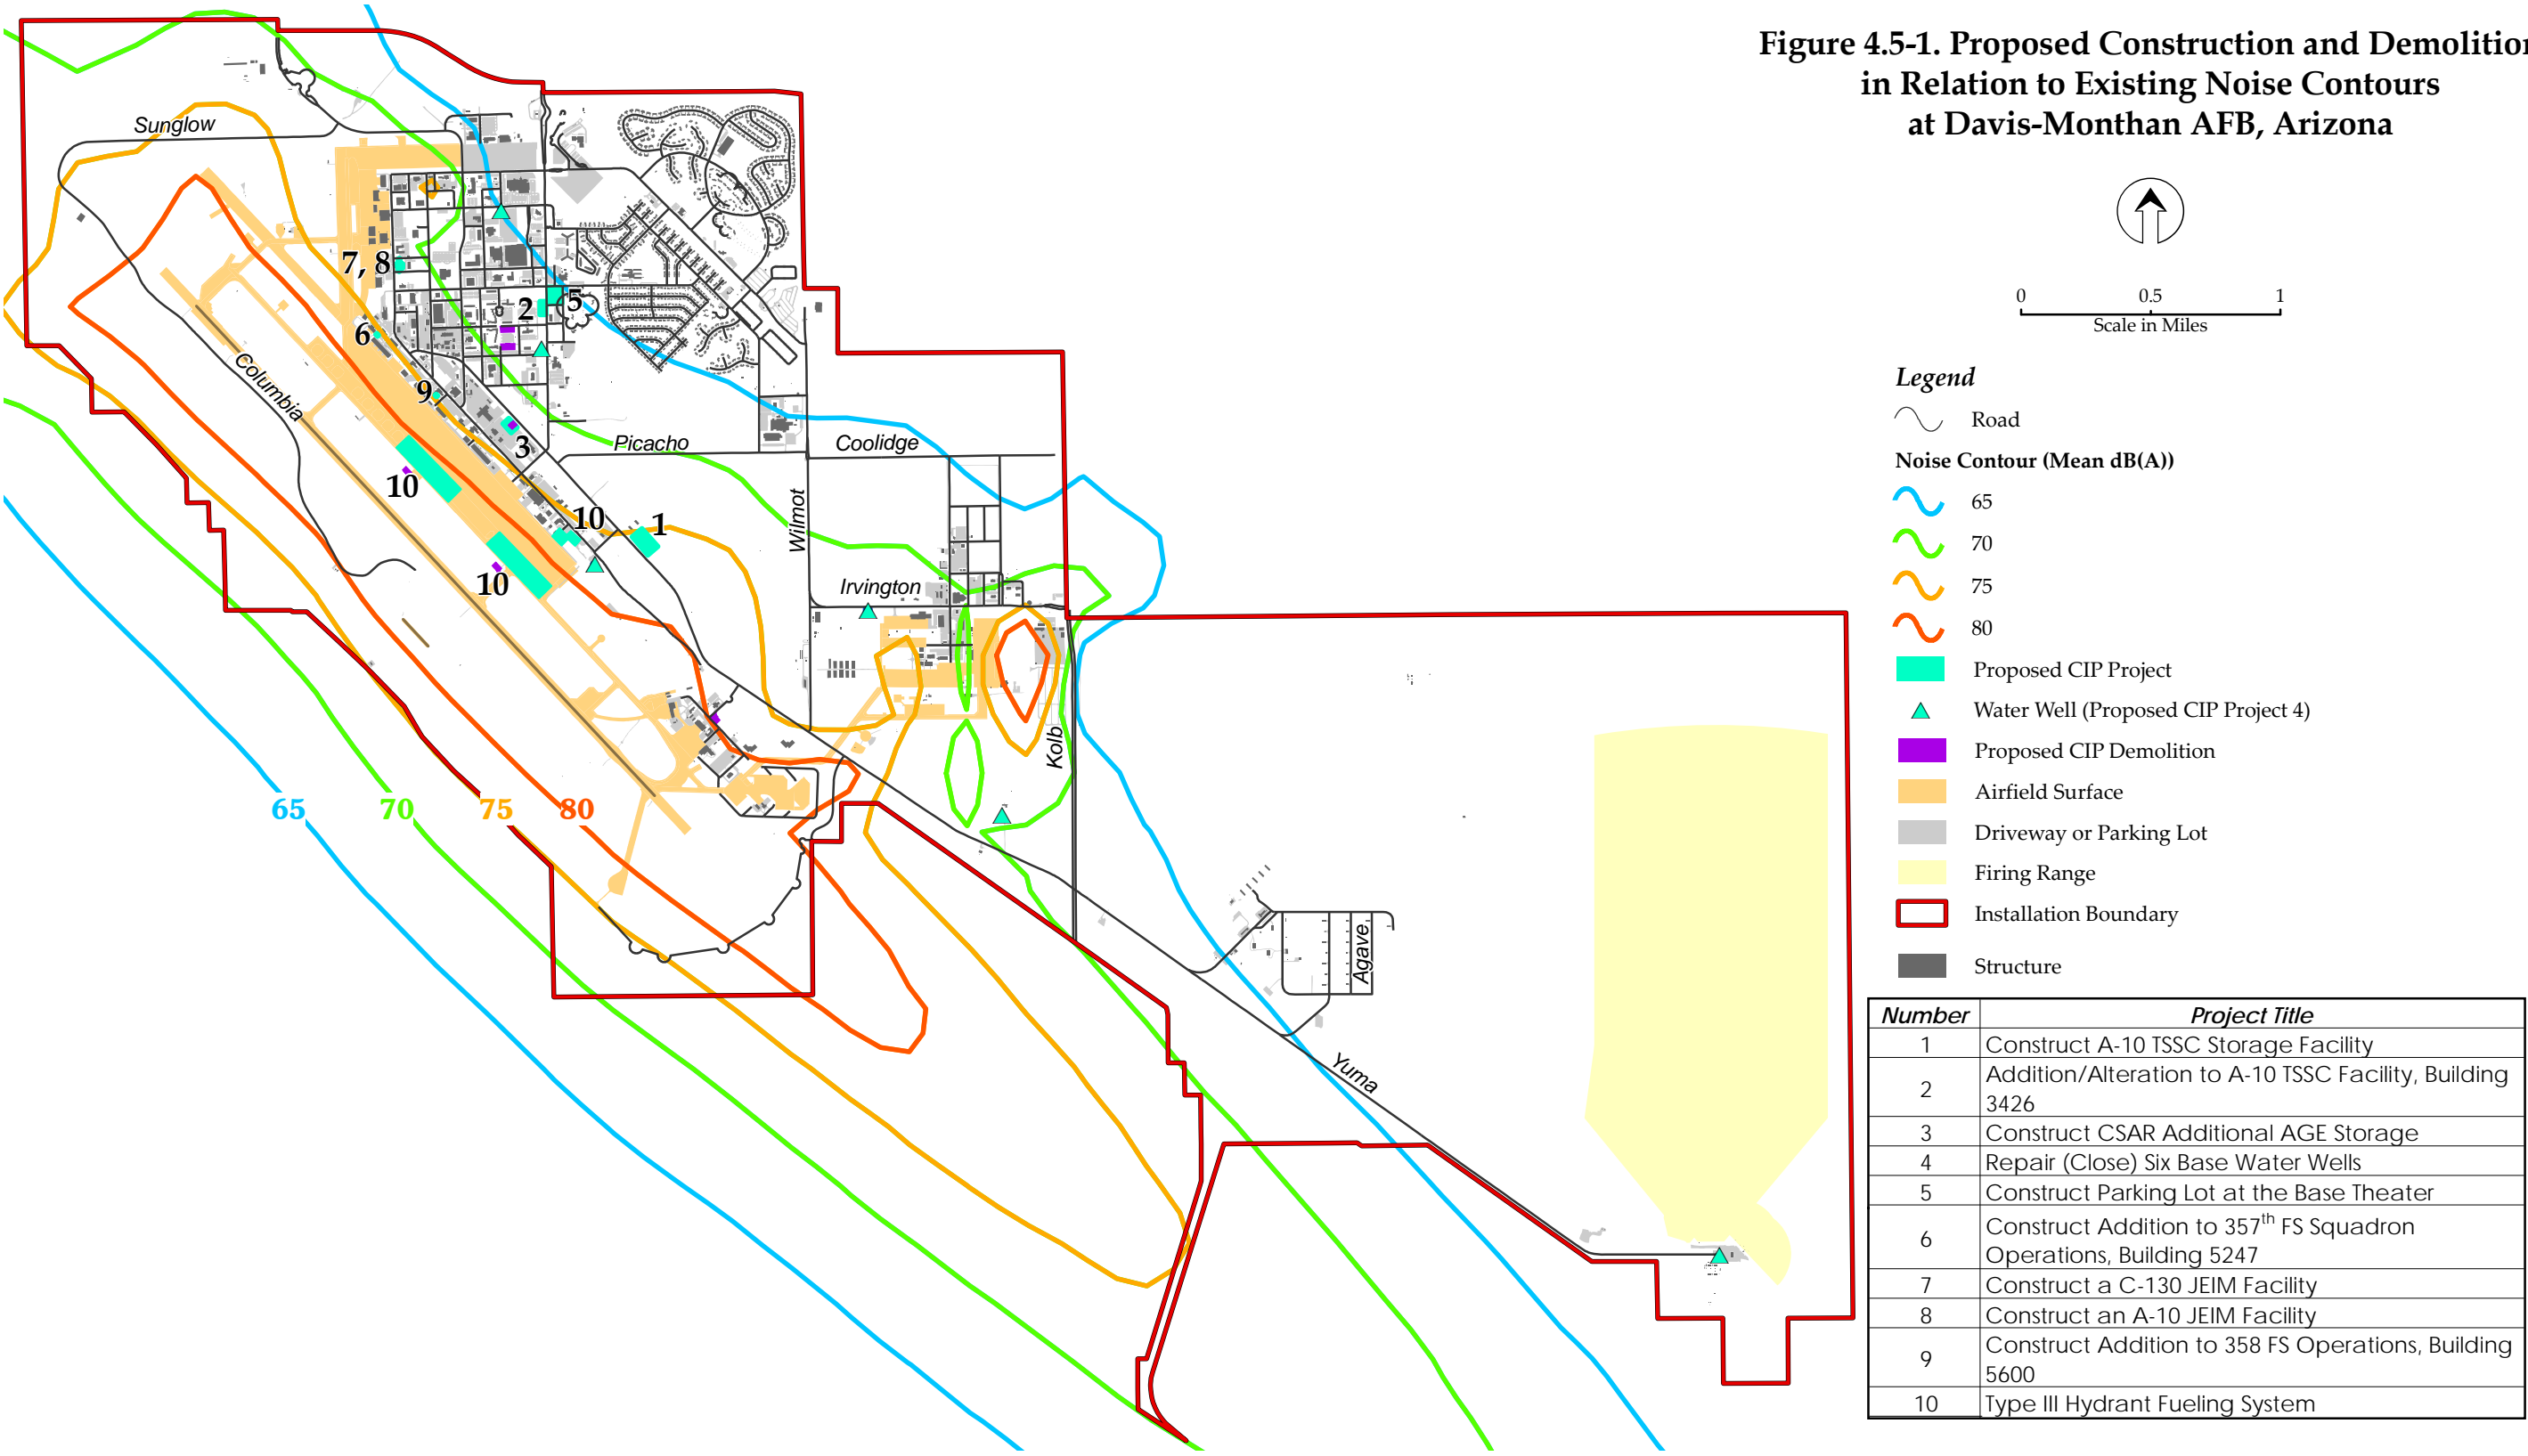 Figure 4.5-1. Proposed Construction and Demolition
in Relation to Existing Noise Contours
at Davis-Monthan AFB, Arizona
0 0.5 1
Scale in Miles
Legend
Road
Noise Contour (Mean dB(A))
65
70
75
80
Proposed CIP Project
Water Well (Proposed CIP Project 4)
Proposed CIP Demolition
Airfield Surface
Driveway or Parking Lot
Firing Range
Installation Boundary
Structure
Number Project Title
1 Construct A-10 TSSC Storage Facility
2 Addition/Alteration to A-10 TSSC Facility, Building
3426
3 Construct CSAR Additional AGE Storage
4 Repair (Close) Six Base Water Wells
5 Construct Parking Lot at the Base Theater
6 Construct Addition to 357th FS Squadron
Operations, Building 5247
7 Construct a C-130 JEIM Facility
8 Construct an A-10 JEIM Facility
9 Construct Addition to 358 FS Operations, Building
5600
10 Type III Hydrant Fueling System
Sunglow
7, 8
2
5
6
Columbia
9
3
Picacho
Coolidge
10
Wilmot
10
1
10
Irvington
Kolb
65
70
75
80
Agave
Yuma